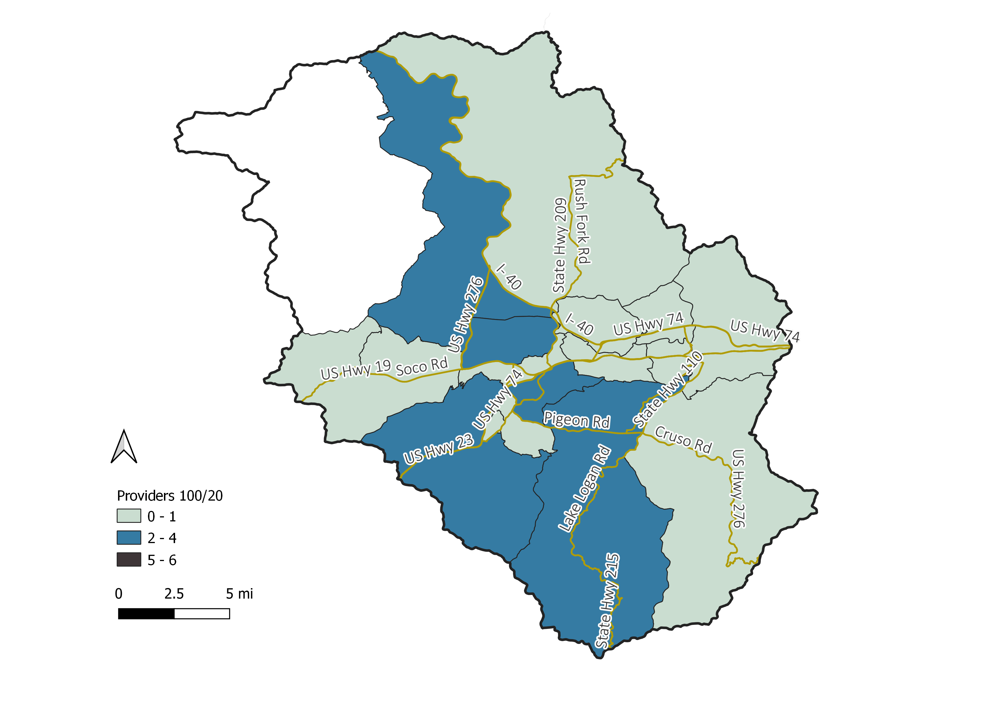 Rush Fork Rd
State Hwy 209
I- 40
US Hwy 276
I- 40
US Hwy 74
US Hwy 74
US Hwy 19
Soco Rd
State Hwy 110
US Hwy 74
Pigeon Rd
Cruso Rd
US Hwy 23
Lake Logan Rd
US Hwy 276
State Hwy 215
Providers 100/20
0 - 1
2 - 4
5 - 6
0 2.5 5 mi